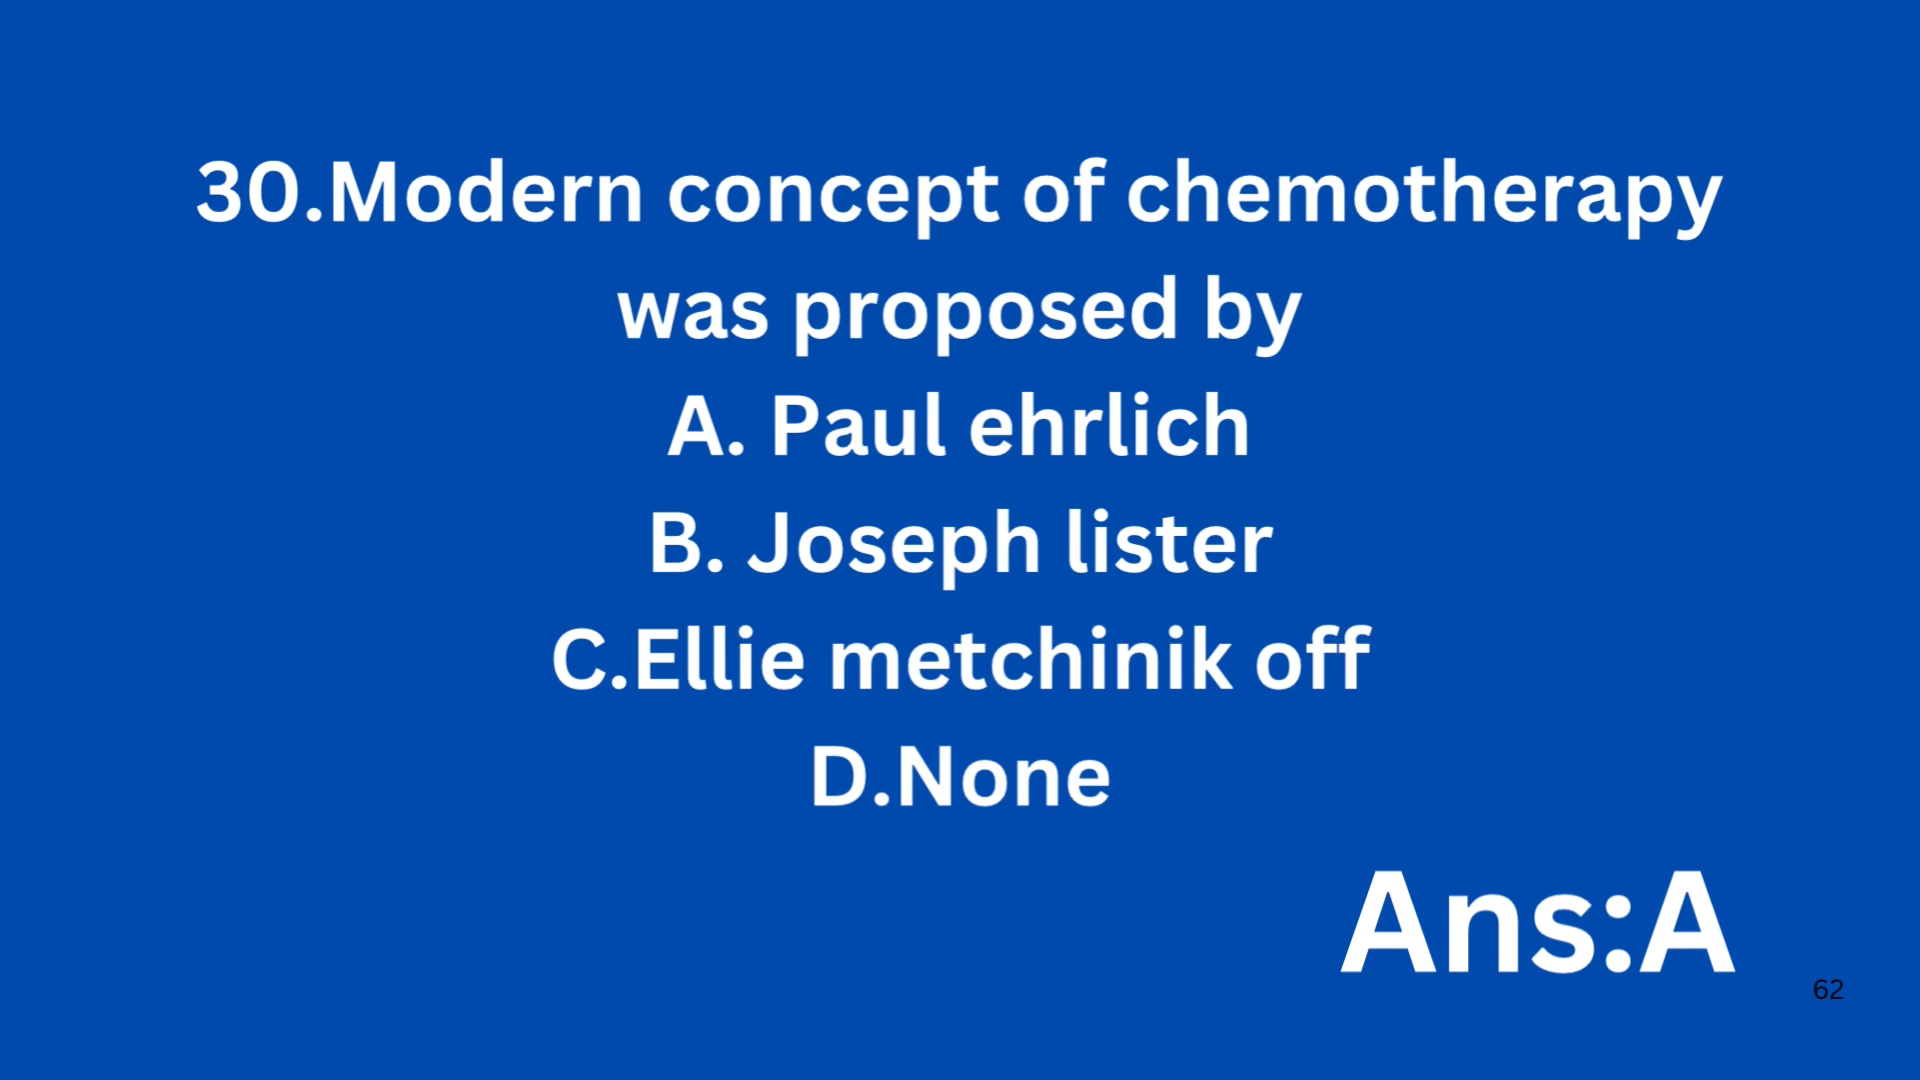 30.Modern concept of chemotherapy
was proposed by
A. Paul ehrlich
B. Joseph lister
C.Ellie metchinik off
D.None
Ans:A
62